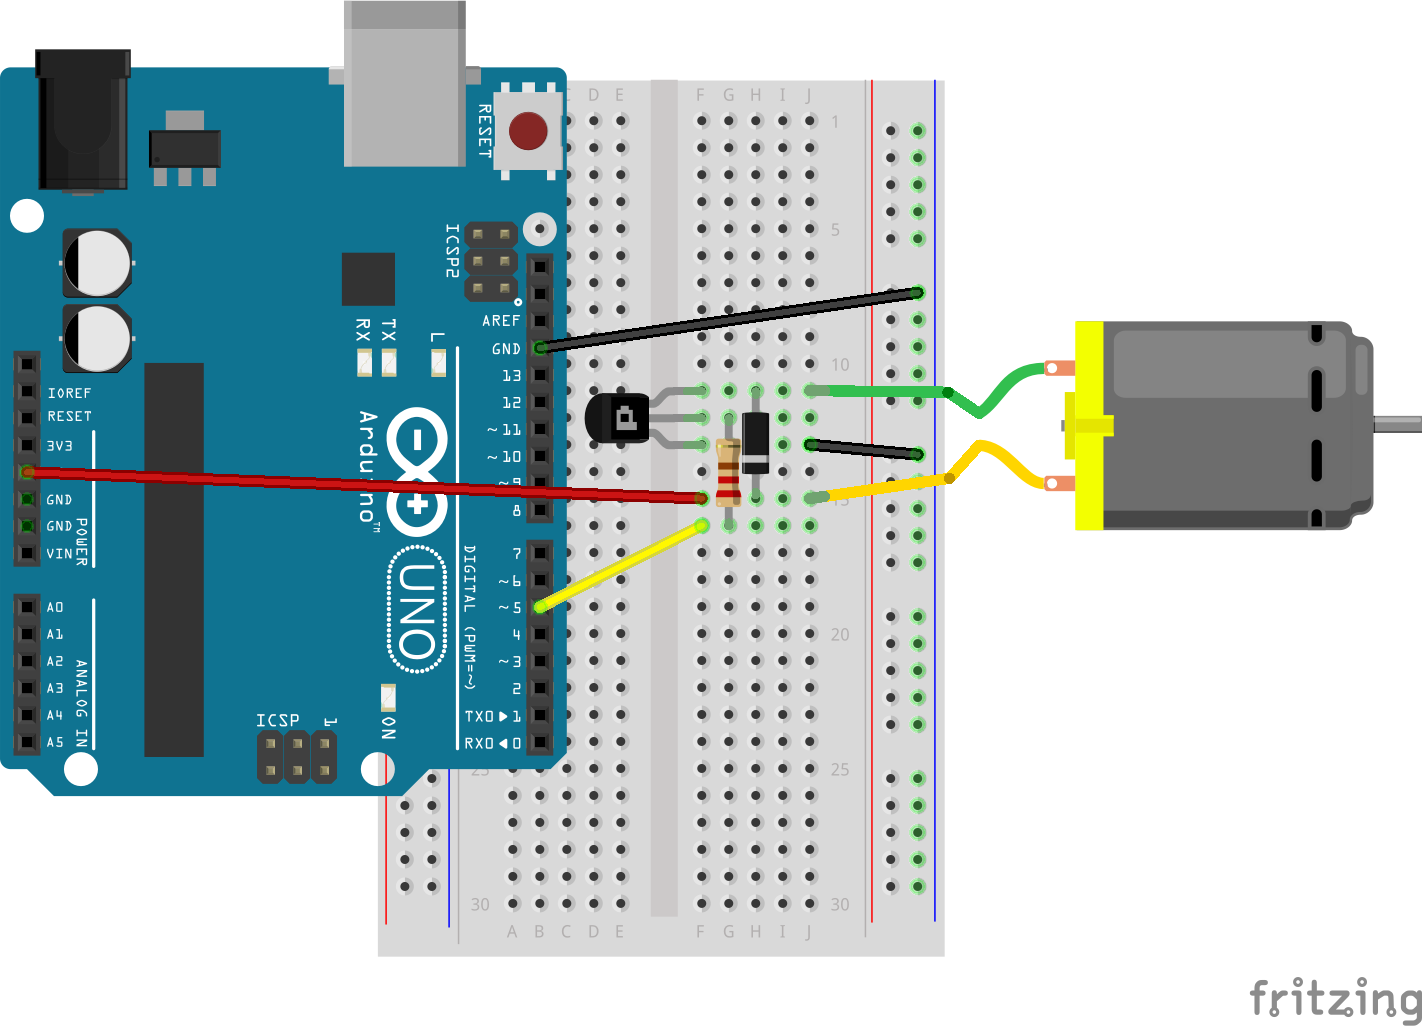 C D E
F G H I J
1
5
10
15
20
25
25
30
30
A B C D E
F G H I J
RESET
ICSP2
AREF
GND
13
12
~11
~10
~9
8
7
~6
~5
4
~3
2
TX0▶1
RX0◀0
RX
TX
L
Arduino™
UNO
DIGITAL (PWM=~)
IOREF
RESET
3V3
GND
GND
VIN
POWER
A0
A1
A2
A3
A4
A5
ANALOG IN
ICSP 1
ON
P
fritzing